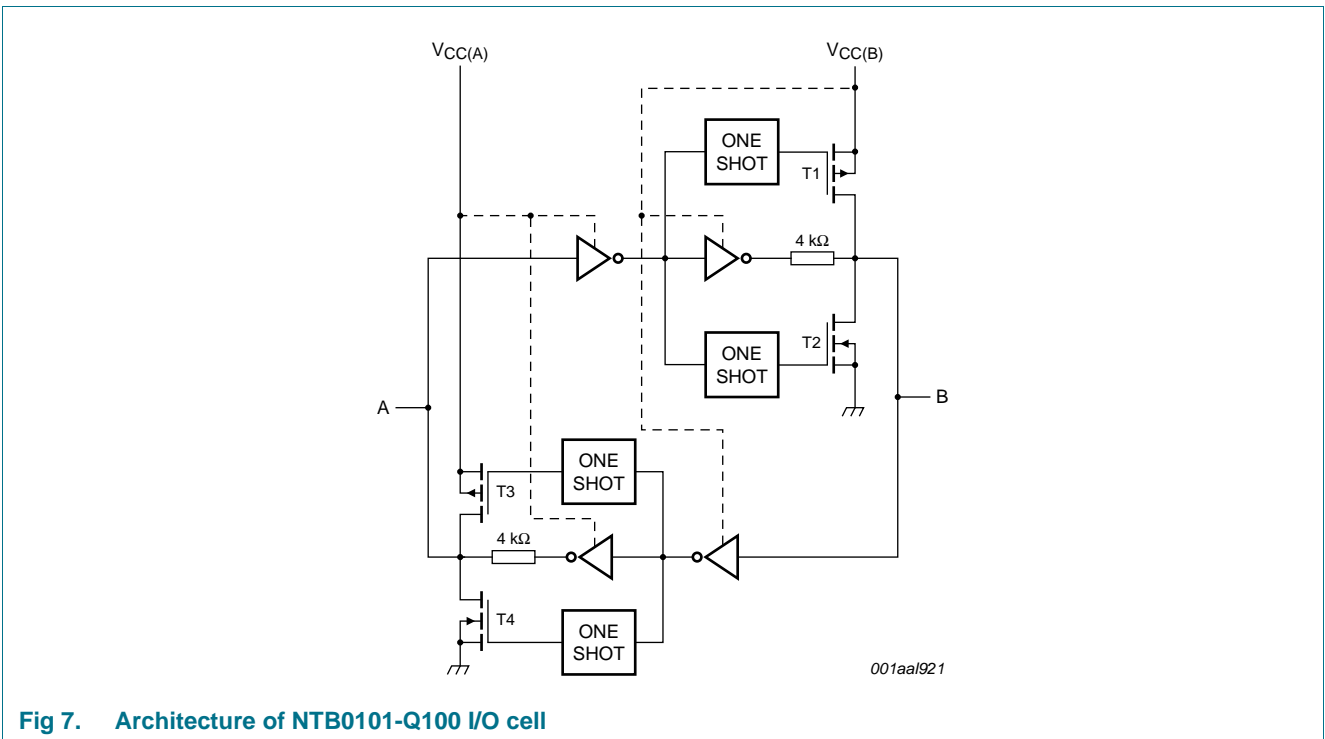 VCC(A)
VCC(B)
ONE
SHOT
T1
4 kΩ
ONE
SHOT
T2
A
B
ONE
SHOT
T3
4 kΩ
T4
ONE
SHOT
001aal921
Fig 7. Architecture of NTB0101-Q100 I/O cell